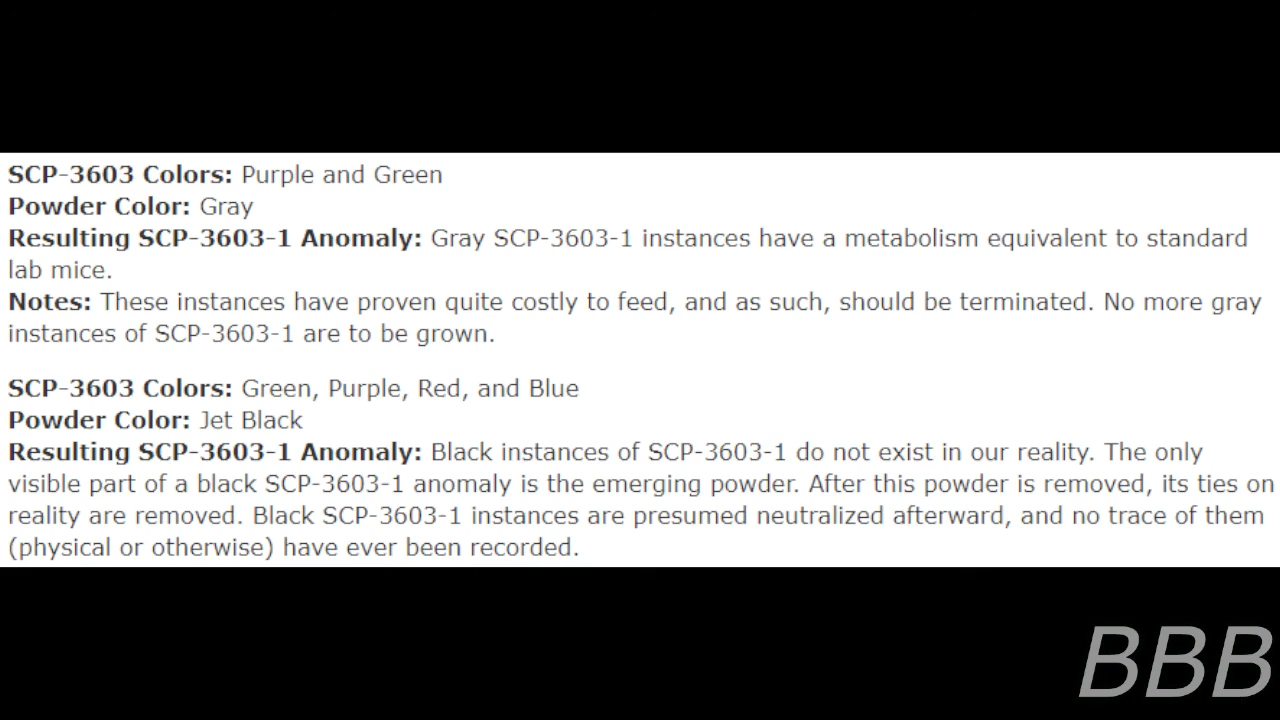 SCP-3603 Colors: Purple and Green
Powder Color: Gray
Resulting SCP-3603-1 Anomaly: Gray SCP-3603-1 instances have a metabolism equivalent to standard
lab mice.
Notes: These instances have proven quite costly to feed, and as such, should be terminated. No more gray
instances of SCP-3603-1 are to be grown.
SCP-3603 Colors: Green, Purple, Red, and Blue
Powder Color: Jet Black
Resulting SCP-3603-1 Anomaly: Black instances of SCP-3603-1 do not exist in our reality. The only
visible part of a black SCP-3603-1 anomaly is the emerging powder. After this powder is removed, its ties on
reality are removed. Black SCP-3603-1 instances are presumed neutralized afterward, and no trace of them
(physical or otherwise) have ever been recorded.
BBB